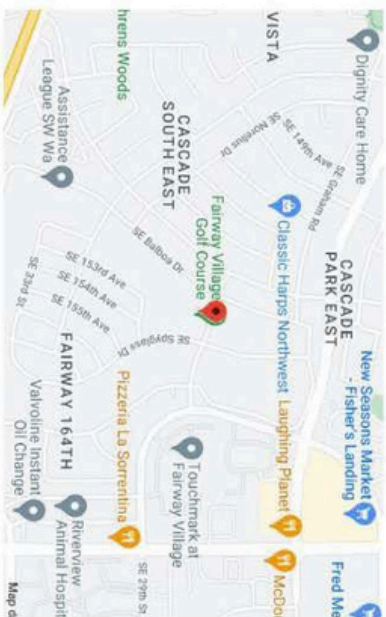 New Seasons Market
- Fisher's Landing
Fred Me
Dignity Care Home
CASCADE
PARK EAST
SE Graham Rd
SE 149th Ave
Classic Harps Northwest
Laughing Planet
McDo
VISTA
SE Norelius Dr
Fairway Village
Golf Course
CASCADE
SOUTH EAST
Touchmark at
Fairway Village
SE Balboa Dr
SE Spyglass Dr
SE 29th St
Pizzeria La Sorrentina
hrens Woods
SE 153rd Ave
SE 154th Ave
SE 155th Ave
FAIRWAY 164TH
Riverview
Animal Hospit
Assistance
League SW Wa
SE 23rd St
Valvoline Instant
Oil Change
Map d